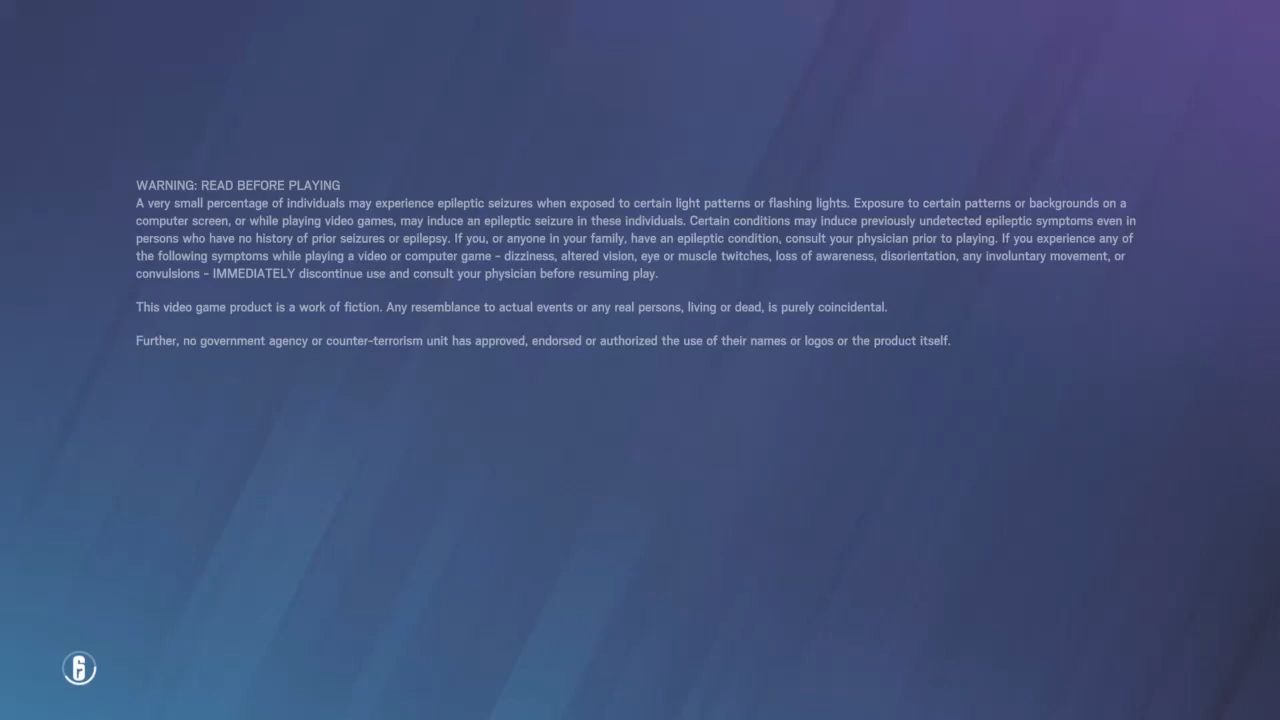 WARNING: READ BEFORE PLAYING
A very small percentage of individuals may experience epileptic seizures when exposed to certain light patterns or flashing lights. Exposure to certain patterns or backgrounds on a
computer screen, or while playing video games, may induce an epileptic seizure in these individuals. Certain conditions may induce previously undetected epileptic symptoms even in
persons who have no history of prior seizures or epilepsy. If you, or anyone in your family, have an epileptic condition, consult your physician prior to playing. If you experience any of
the following symptoms while playing a video or computer game - dizziness, altered vision, eye or muscle twitches, loss of awareness, disorientation, any involuntary movement, or
convulsions - IMMEDIATELY discontinue use and consult your physician before resuming play.
This video game product is a work of fiction. Any resemblance to actual events or any real persons, living or dead, is purely coincidental.
Further, no government agency or counter-terrorism unit has approved, endorsed or authorized the use of their names or logos or the product itself.
6